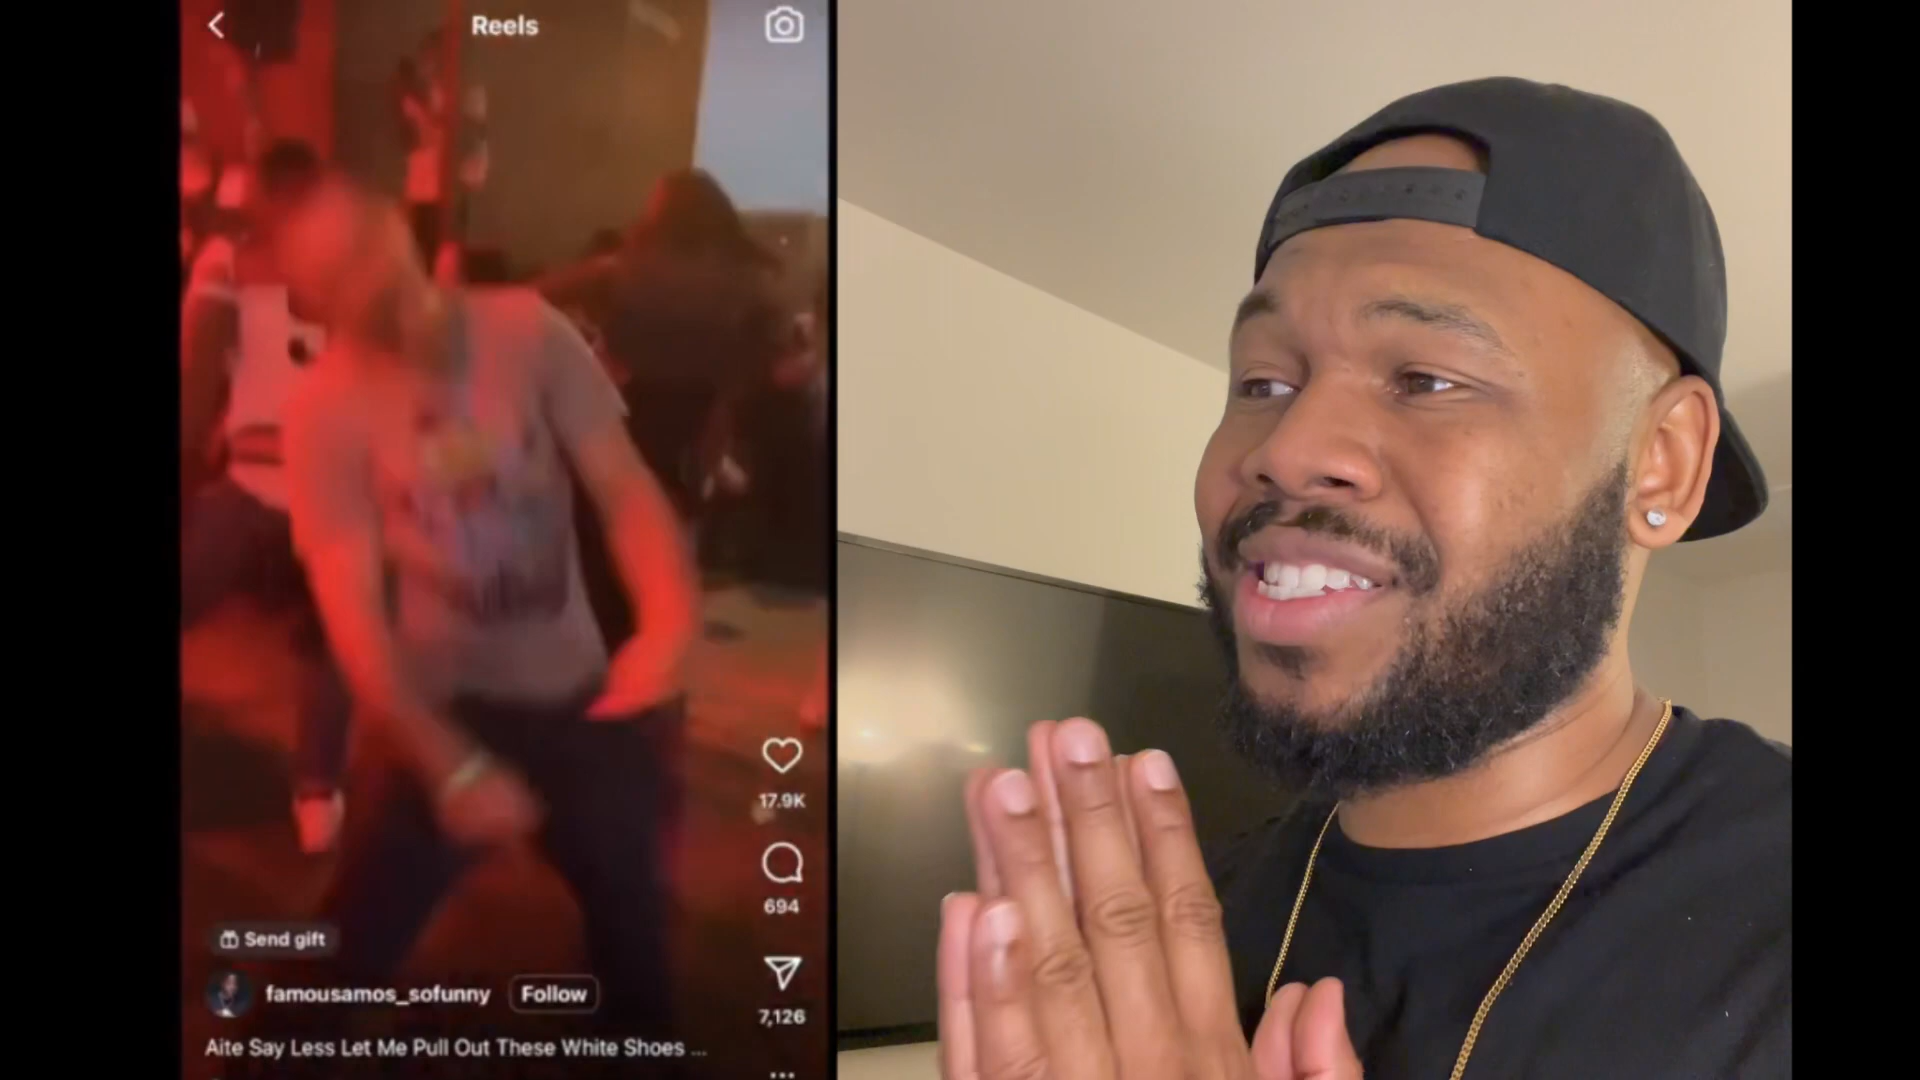 Reels
17.9K
694
7,126
Send gift
famousamos_sofunny Follow
Aite Say Less Let Me Pull Out These White Shoes ...